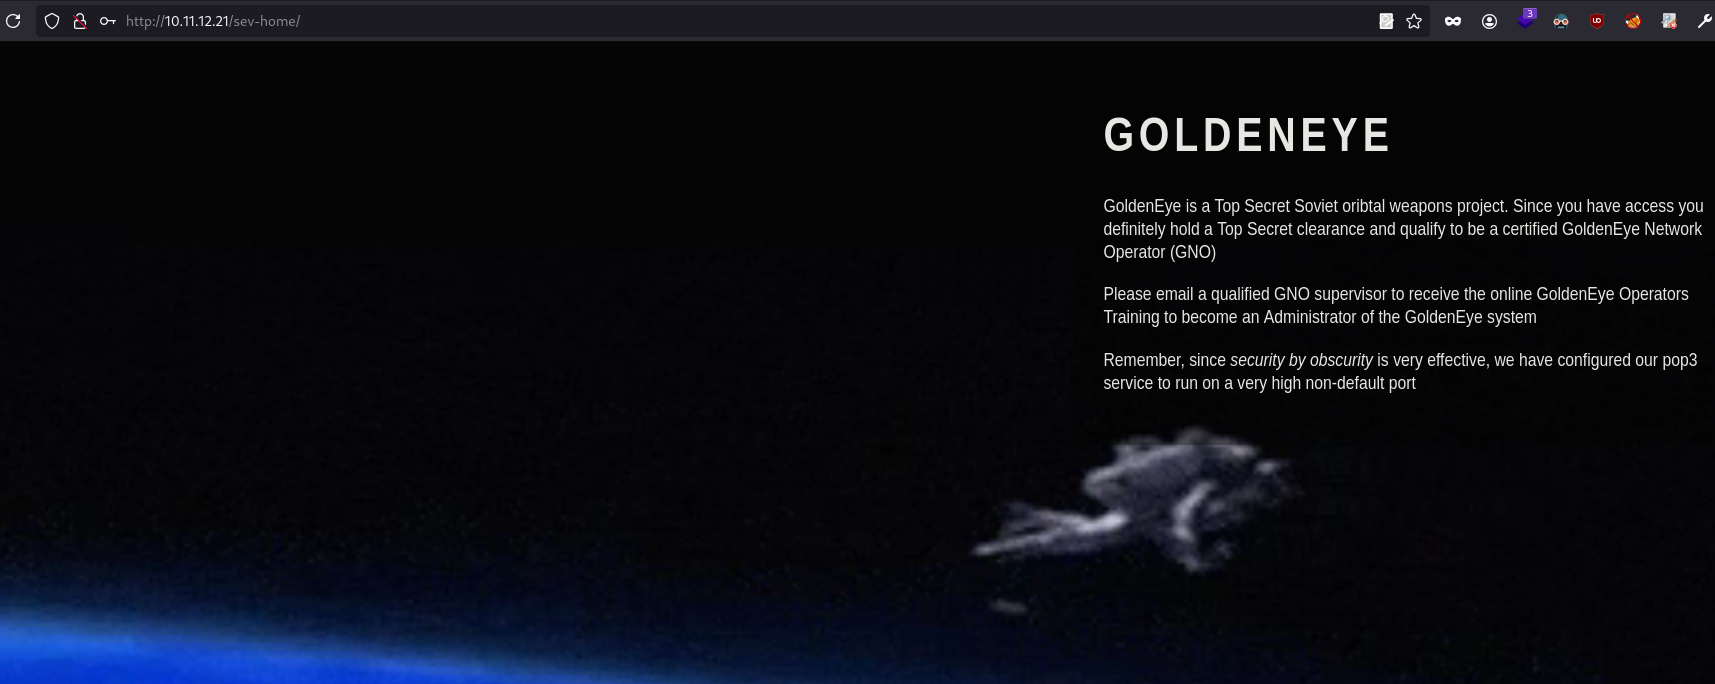 http://10.11.12.21/sev-home/
3
GOLDENEYE
GoldenEye is a Top Secret Soviet oribtal weapons project. Since you have access you
definitely hold a Top Secret clearance and qualify to be a certified GoldenEye Network
Operator (GNO)
Please email a qualified GNO supervisor to receive the online GoldenEye Operators
Training to become an Administrator of the GoldenEye system
Remember, since security by obscurity is very effective, we have configured our pop3
service to run on a very high non-default port